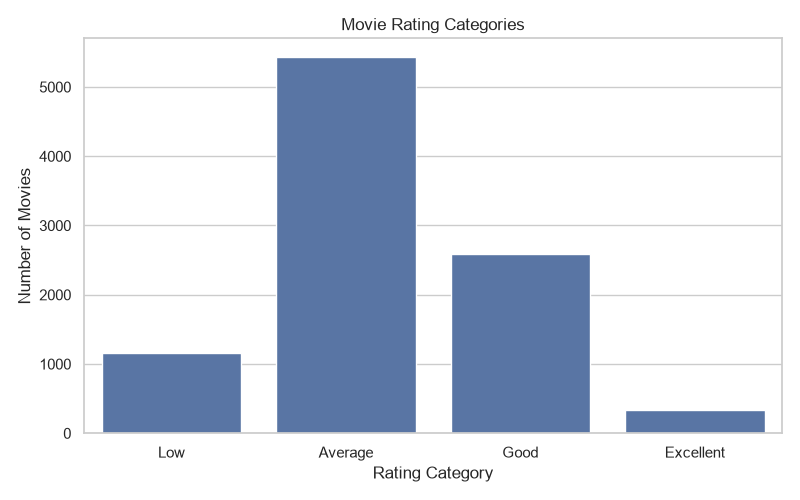 Movie Rating Categories
Number of Movies
5000
4000
3000
2000
1000
0
Low
Average
Good
Excellent
Rating Category